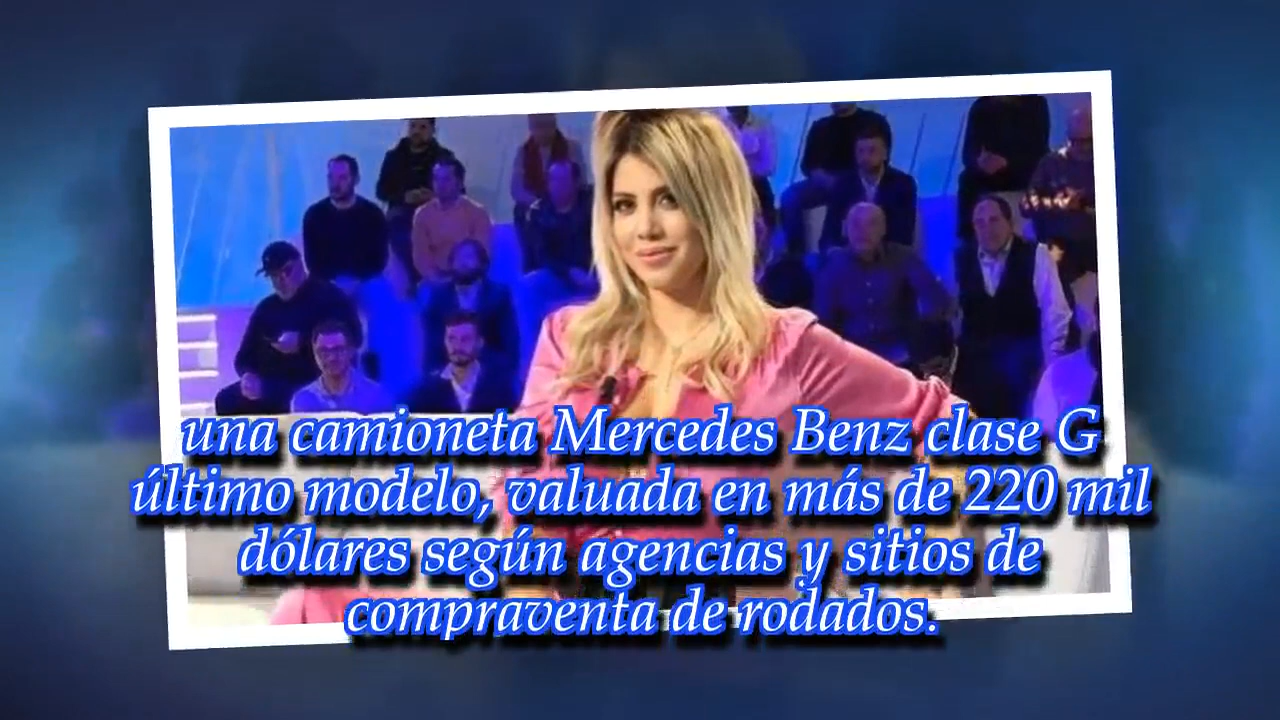 una camioneta Mercedes Benz clase G
último modelo, valuada en más de 220 mil
dólares según agencias y sitios de
compraventa de rodados.